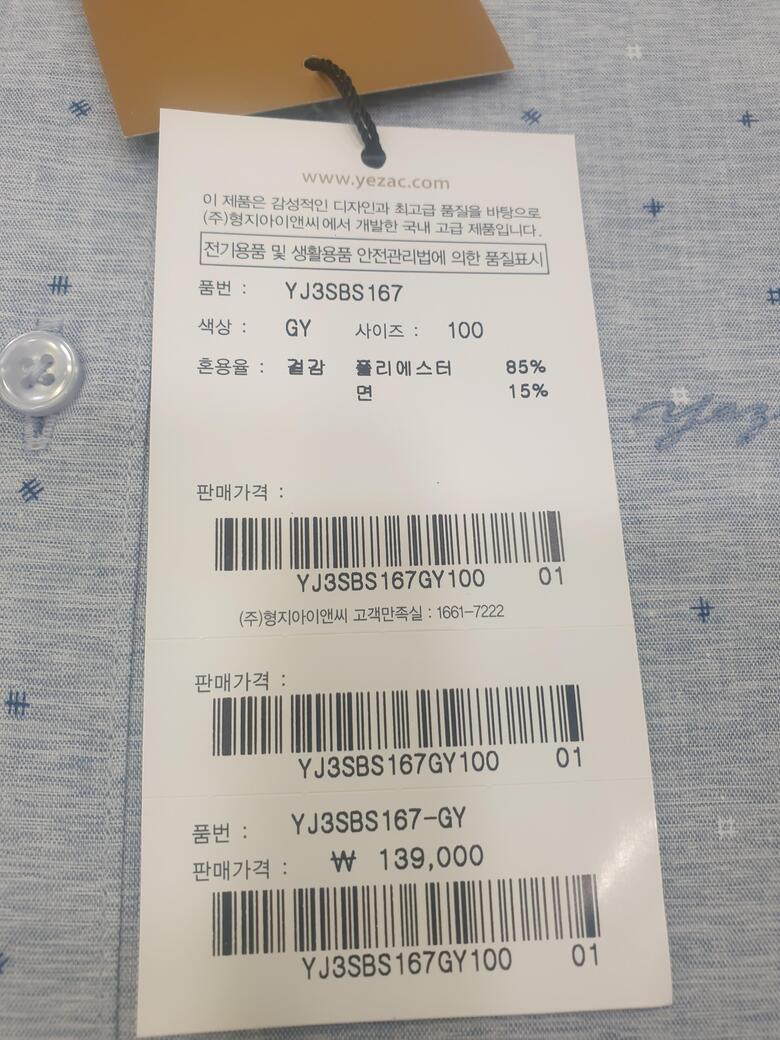 www.yezac.com
이 제품은 감성적인 디자인과 최고급 품질을 바탕으로
(주)형지아이앤씨에서 개발한 국내 고급 제품입니다.
전기용품 및 생활용품 안전관리법에 의한 품질표시
품번 : YJ3SBS167
색상 : GY 사이즈 : 100
혼용율 : 겉감 폴리에스터 85%
면 15%
판매가격 :
YJ3SBS167GY100 01
(주)형지아이앤씨 고객만족실 : 1661-7222
판매가격 :
YJ3SBS167GY100 01
품번 : YJ3SBS167-GY
판매가격 : ₩ 139,000
YJ3SBS167GY100 01